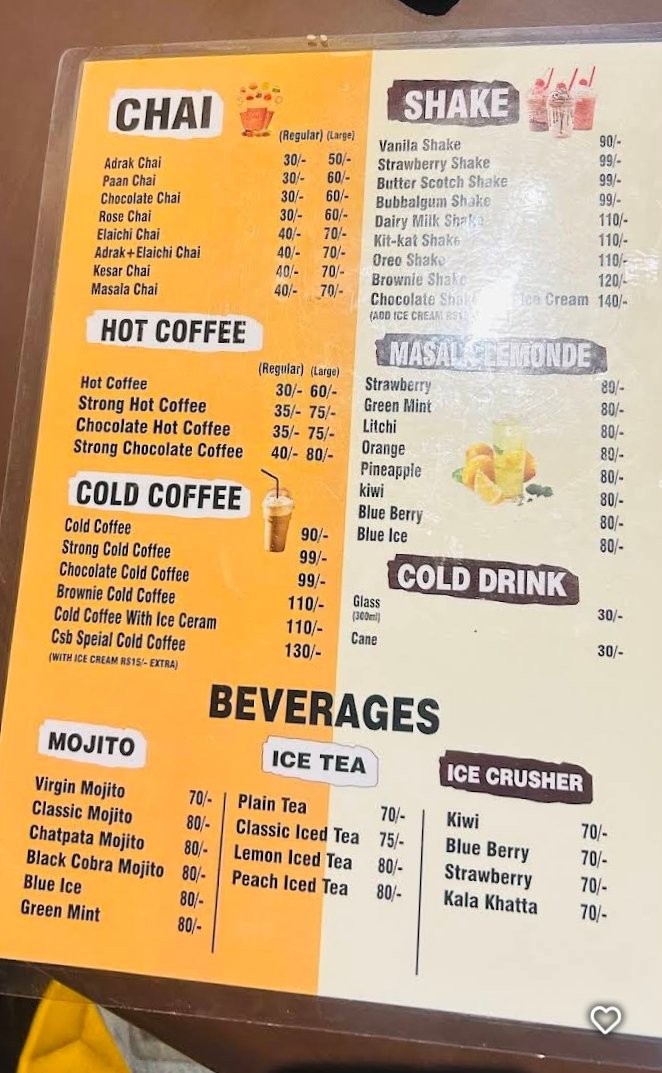 CHAI
(Regular) (Large)
Adrak Chai 30/- 50/-
Paan Chai 30/- 60/-
Chocolate Chai 30/- 60/-
Rose Chai 30/- 60/-
Elaichi Chai 40/- 70/-
Adrak+Elaichi Chai 40/- 70/-
Kesar Chai 40/- 70/-
Masala Chai 40/- 70/-
HOT COFFEE
(Regular) (Large)
Hot Coffee 30/- 60/-
Strong Hot Coffee 35/- 75/-
Chocolate Hot Coffee 35/- 75/-
Strong Chocolate Coffee 40/- 80/-
COLD COFFEE
Cold Coffee 90/-
Strong Cold Coffee 99/-
Chocolate Cold Coffee 99/-
Brownie Cold Coffee 110/-
Cold Coffee With Ice Ceram 110/-
Csb Speial Cold Coffee 130/-
(WITH ICE CREAM RS15/- EXTRA)
SHAKE
Vanila Shake 90/-
Strawberry Shake 99/-
Butter Scotch Shake 99/-
Bubbalgum Shake 99/-
Dairy Milk Shake 110/-
Kit-kat Shake 110/-
Oreo Shake 110/-
Brownie Shake 120/-
Chocolate Shake Ice Cream 140/-
(ADD ICE CREAM
MASALA LEMONDE
Strawberry 80/-
Green Mint 80/-
Litchi 80/-
Orange 80/-
Pineapple 80/-
kiwi 80/-
Blue Berry 80/-
Blue Ice 80/-
COLD DRINK
Glass 30/-
(300ml)
Cane 30/-
BEVERAGES
MOJITO
Virgin Mojito 70/-
Classic Mojito 80/-
Chatpata Mojito 80/-
Black Cobra Mojito 80/-
Blue Ice 80/-
Green Mint 80/-
ICE TEA
Plain Tea 70/-
Classic Iced Tea 75/-
Lemon Iced Tea 80/-
Peach Iced Tea 80/-
ICE CRUSHER
Kiwi 70/-
Blue Berry 70/-
Strawberry 70/-
Kala Khatta 70/-